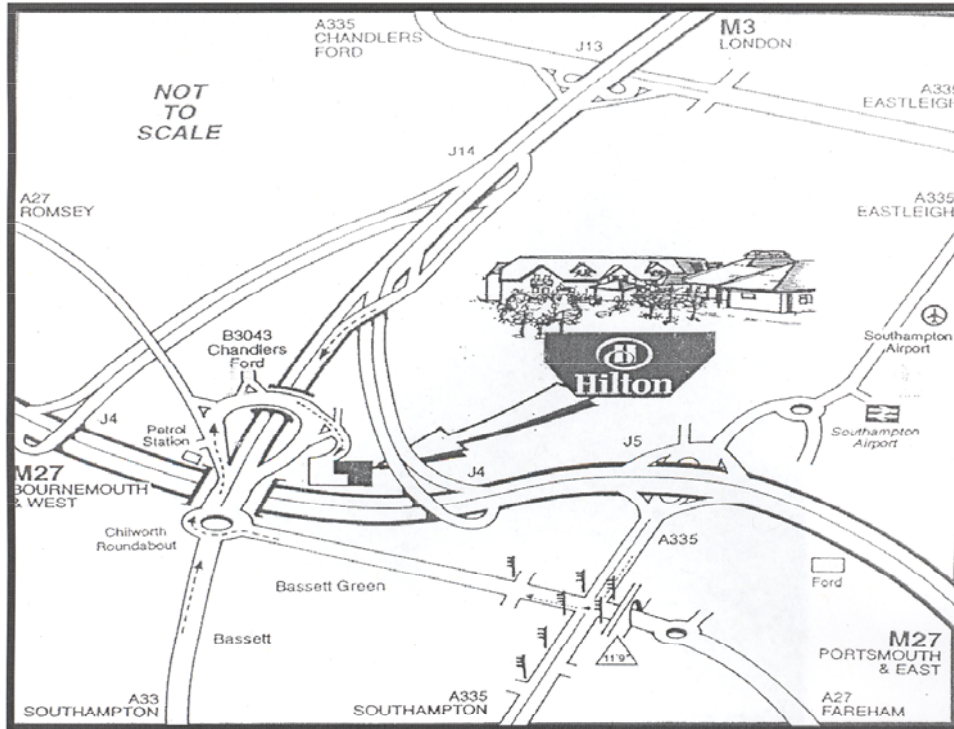 A335
CHANDLERS
FORD
M3
LONDON
J13
NOT
TO
SCALE
A335
EASTLEIGH
J14
A27
ROMSEY
A335
EASTLEIGH
B3043
Chandlers
Ford
Southampton
Airport
Hilton
J4
Petrol
Station
J5
Southampton
Airport
M27
BOURNEMOUTH
& WEST
J4
Chilworth
Roundabout
A335
Bassett Green
Ford
Bassett
11'9"
M27
PORTSMOUTH
& EAST
A33
SOUTHAMPTON
A335
SOUTHAMPTON
A27
FAREHAM